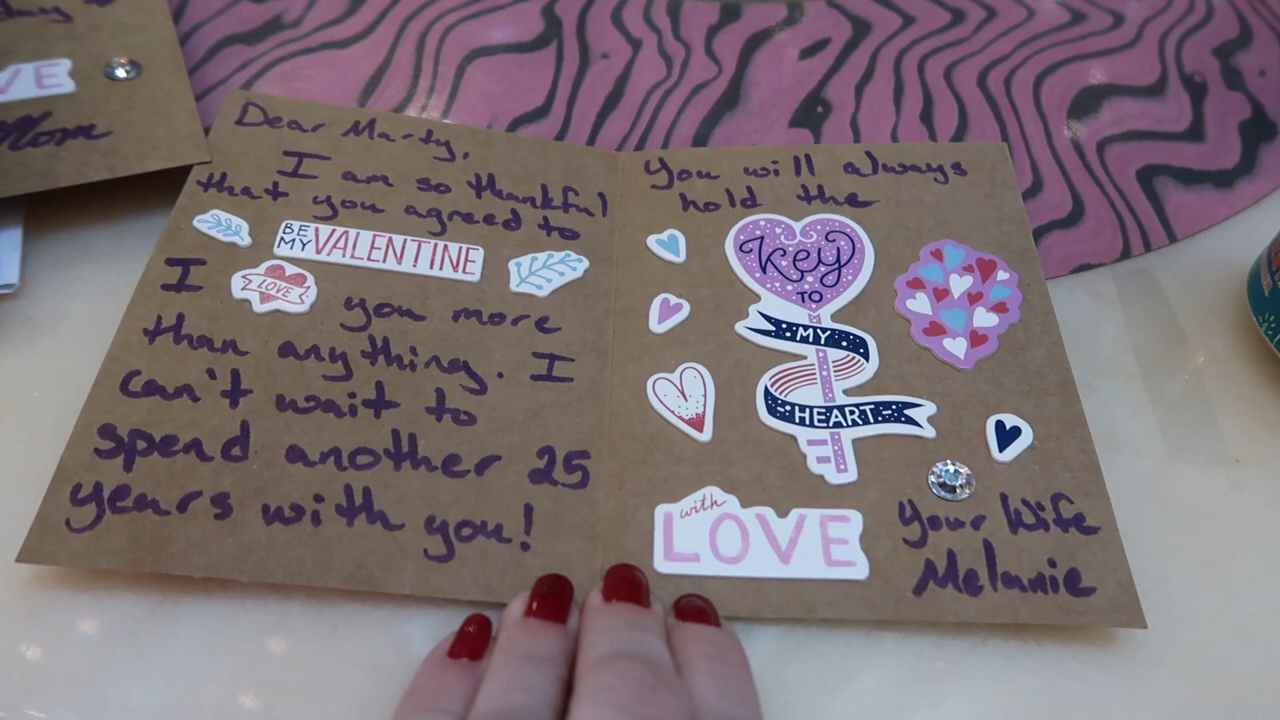 VE
Mom
Dear Marty,
I am so thankful
that you agreed to
BE MY VALENTINE
I LOVE you more
than anything. I
can't wait to
spend another 25
years with you!
You will always
hold the
key
TO
MY
HEART
with
LOVE
Your Wife
Melanie